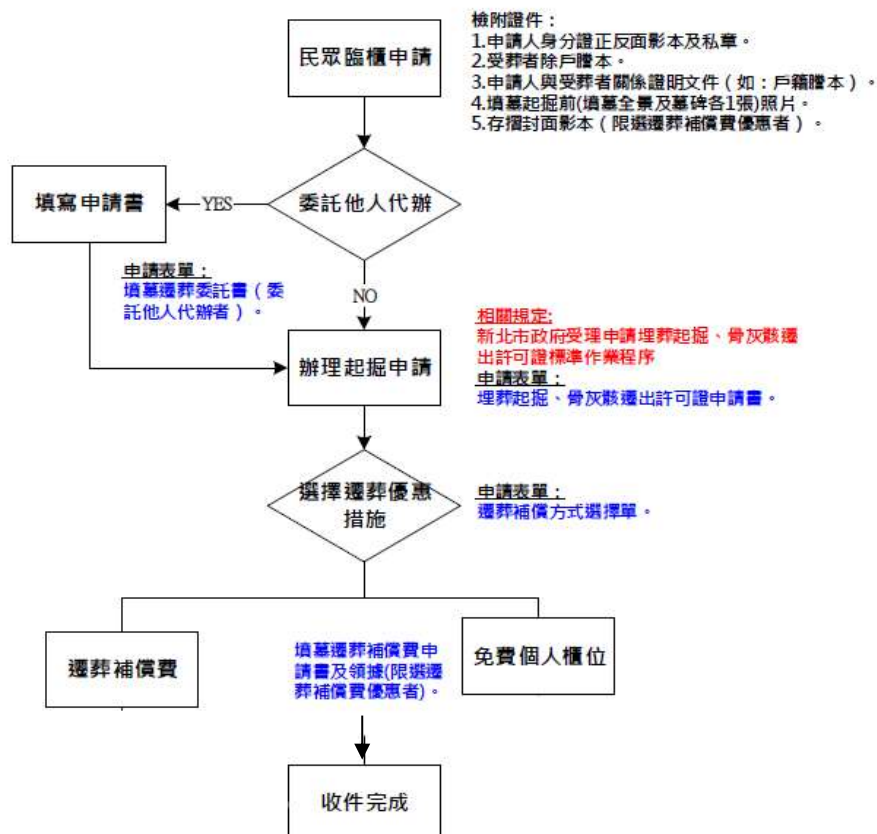 民眾臨櫃申請
檢附證件：
1.申請人身分證正反面影本及私章。
2.受葬者除戶謄本。
3.申請人與受葬者關係證明文件（如：戶籍謄本）。
4.墳墓起掘前(墳墓全景及墓碑各1張)照片。
5.存摺封面影本（限選遷葬補償費優惠者）。
填寫申請書
YES
委託他人代辦
申請表單：
墳墓遷葬委託書（委
託他人代辦者）。
NO
辦理起掘申請
相關規定:
新北市政府受理申請埋葬起掘、骨灰骸遷
出許可證標準作業程序
申請表單：
埋葬起掘、骨灰骸遷出許可證申請書。
選擇遷葬優惠
措施
申請表單：
遷葬補償方式選擇單。
遷葬補償費
墳墓遷葬補償費申
請書及領據(限選遷
葬補償費優惠者)。
免費個人櫃位
收件完成